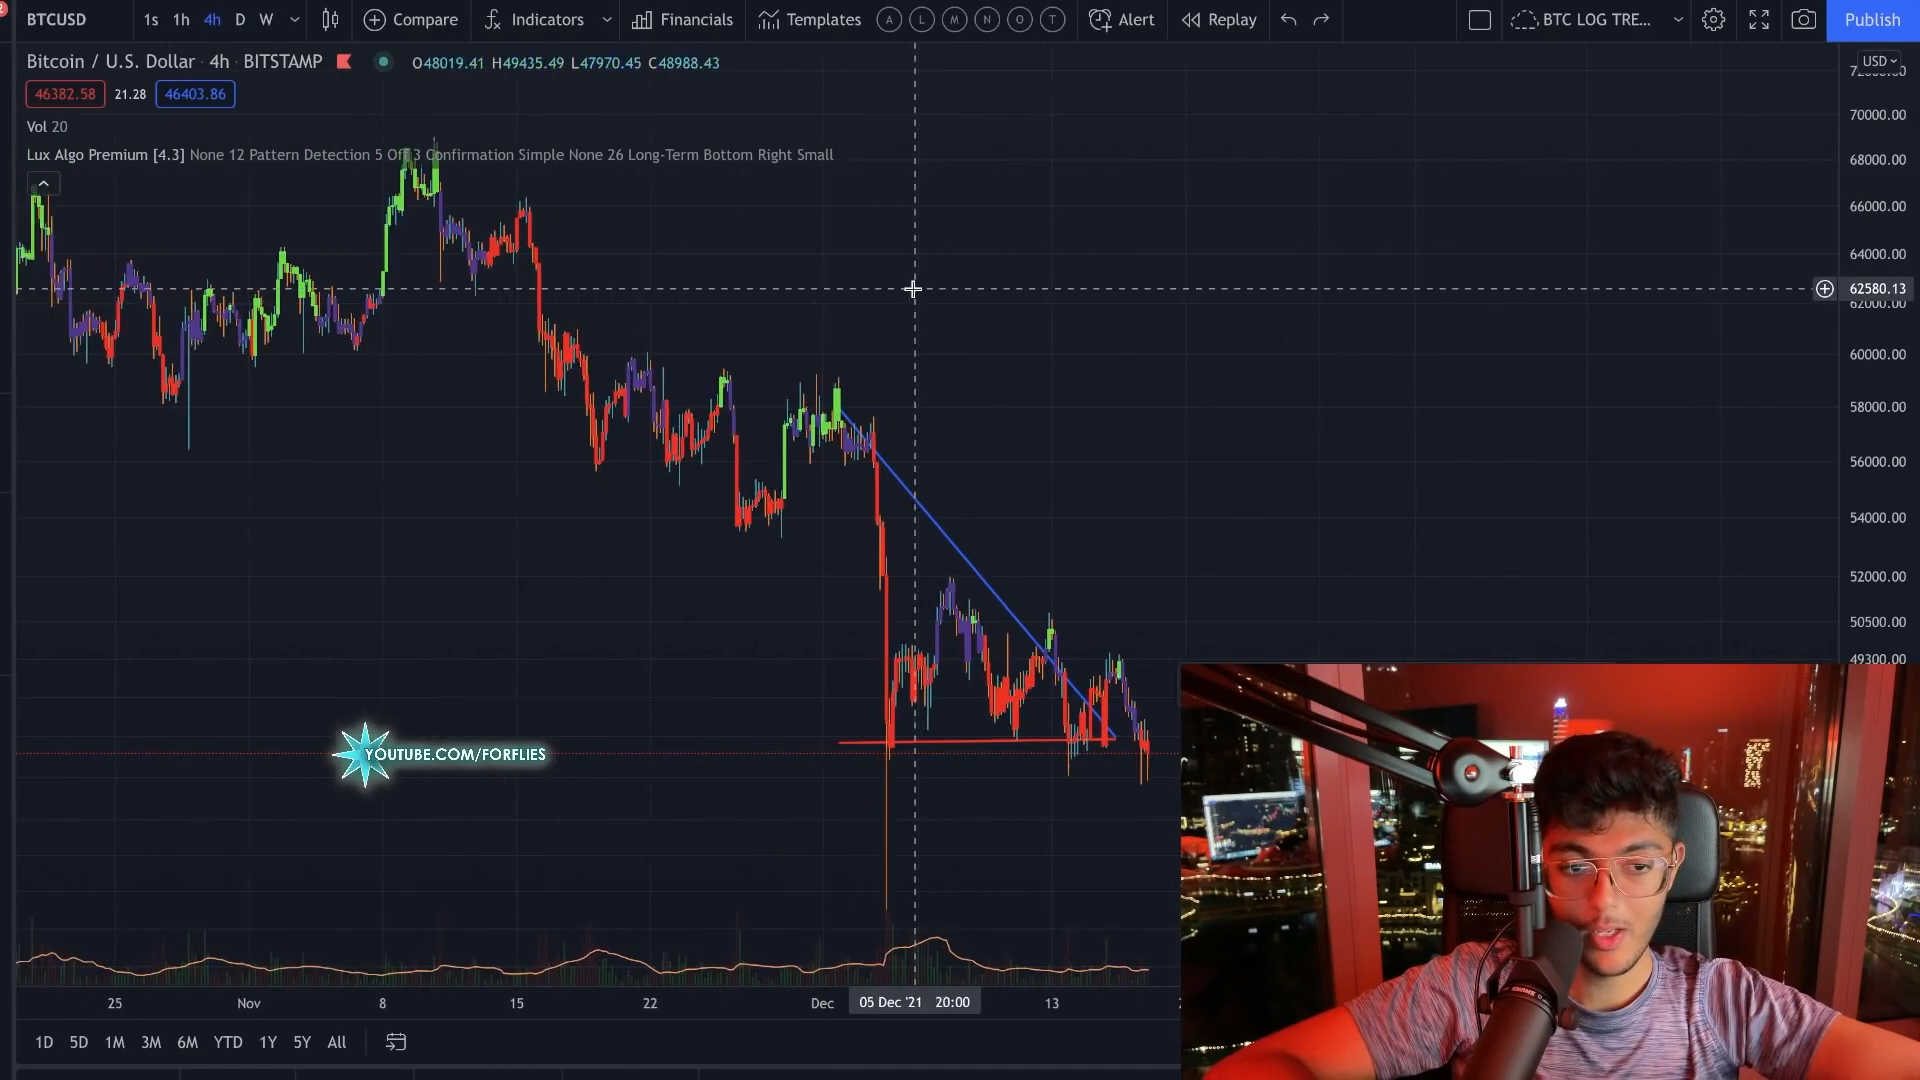 BTCUSD 1s 1h 4h D W Compare Indicators Financials Templates A L M N O T Alert Replay BTC LOG TRE... Publish
Bitcoin / U.S. Dollar · 4h · BITSTAMP O48019.41 H49435.49 L47970.45 C48988.43
USD
46382.58 21.28 46403.86
70000.00
Vol 20
Lux Algo Premium [4.3] None 12 Pattern Detection 5 Off 3 Confirmation Simple None 26 Long-Term Bottom Right Small
68000.00
66000.00
64000.00
62580.13
62000.00
60000.00
58000.00
56000.00
54000.00
52000.00
50500.00
49300.00
YOUTUBE.COM/FORFLIES
25 Nov 8 15 22 Dec 05 Dec '21 20:00 13
1D 5D 1M 3M 6M YTD 1Y 5Y All